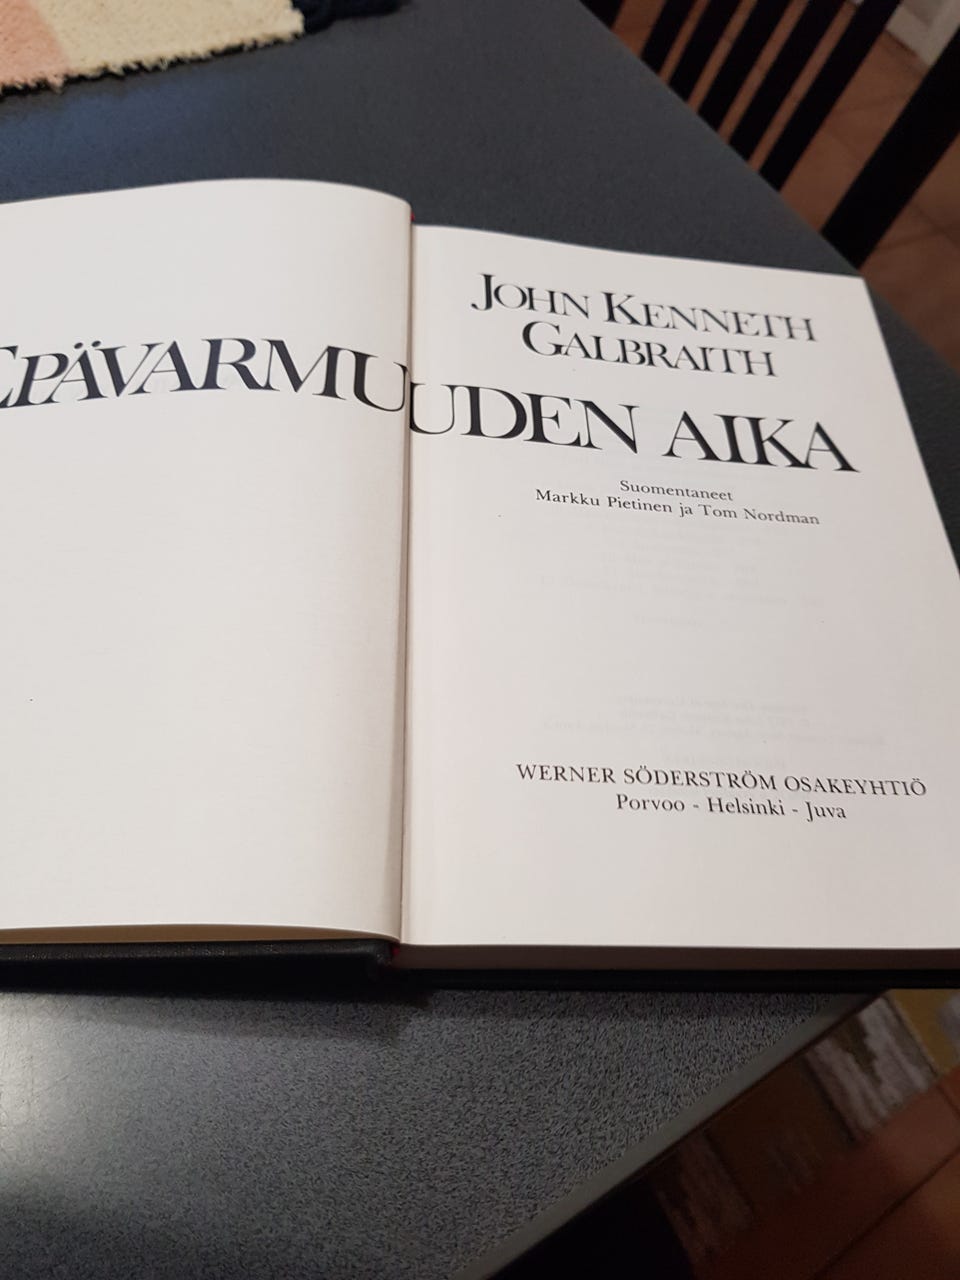 JOHN KENNETH
GALBRAITH
EPÄVARMUUDEN AIKA
Suomentaneet
Markku Pietinen ja Tom Nordman
WERNER SÖDERSTRÖM OSAKEYHTIÖ
Porvoo - Helsinki - Juva